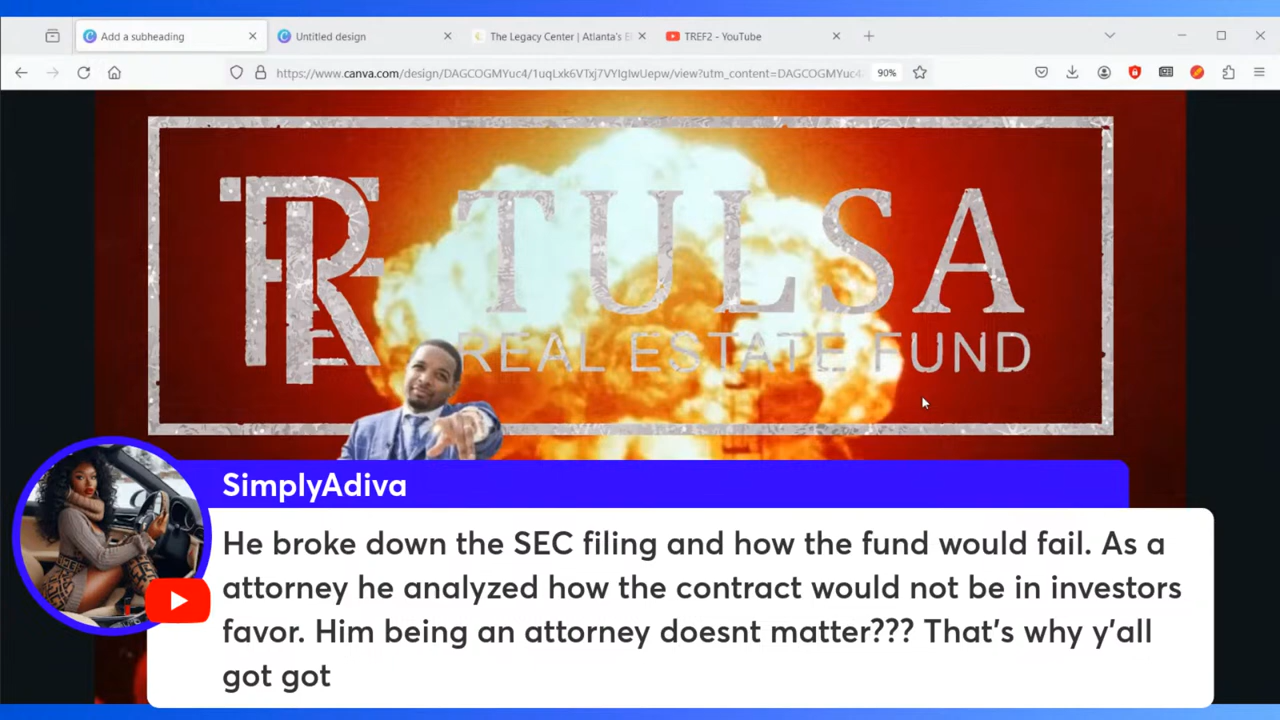 Add a subheading
Untitled design
The Legacy Center | Atlanta's E
TREF2 - YouTube
https://www.canva.com/design/DAGCOGMYuc4/1uqLxk6VTxj7VYIgIwUepw/view?utm_content=DAGCOGMYuc4
90%
TR
TULSA
REAL ESTATE FUND
SimplyAdiva
He broke down the SEC filing and how the fund would fail. As a
attorney he analyzed how the contract would not be in investors
favor. Him being an attorney doesnt matter??? That's why y'all
got got